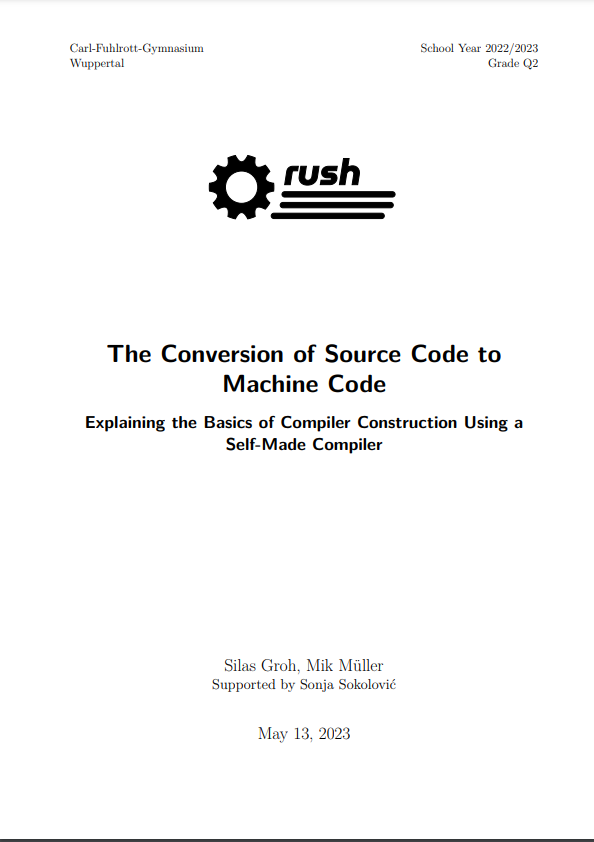 Carl-Fuhlrott-Gymnasium
Wuppertal
School Year 2022/2023
Grade Q2
rush
The Conversion of Source Code to
Machine Code
Explaining the Basics of Compiler Construction Using a
Self-Made Compiler
Silas Groh, Mik Müller
Supported by Sonja Sokolović
May 13, 2023